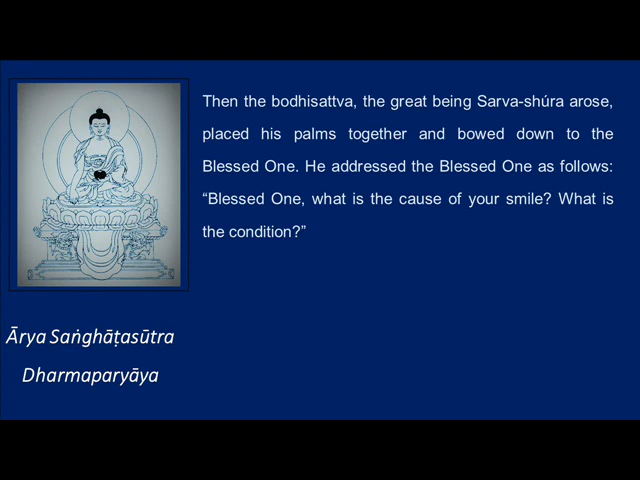 Then the bodhisattva, the great being Sarva-shúra arose,
placed his palms together and bowed down to the
Blessed One. He addressed the Blessed One as follows:
“Blessed One, what is the cause of your smile? What is
the condition?”
Ārya Saṅghāṭasūtra
Dharmaparyāya